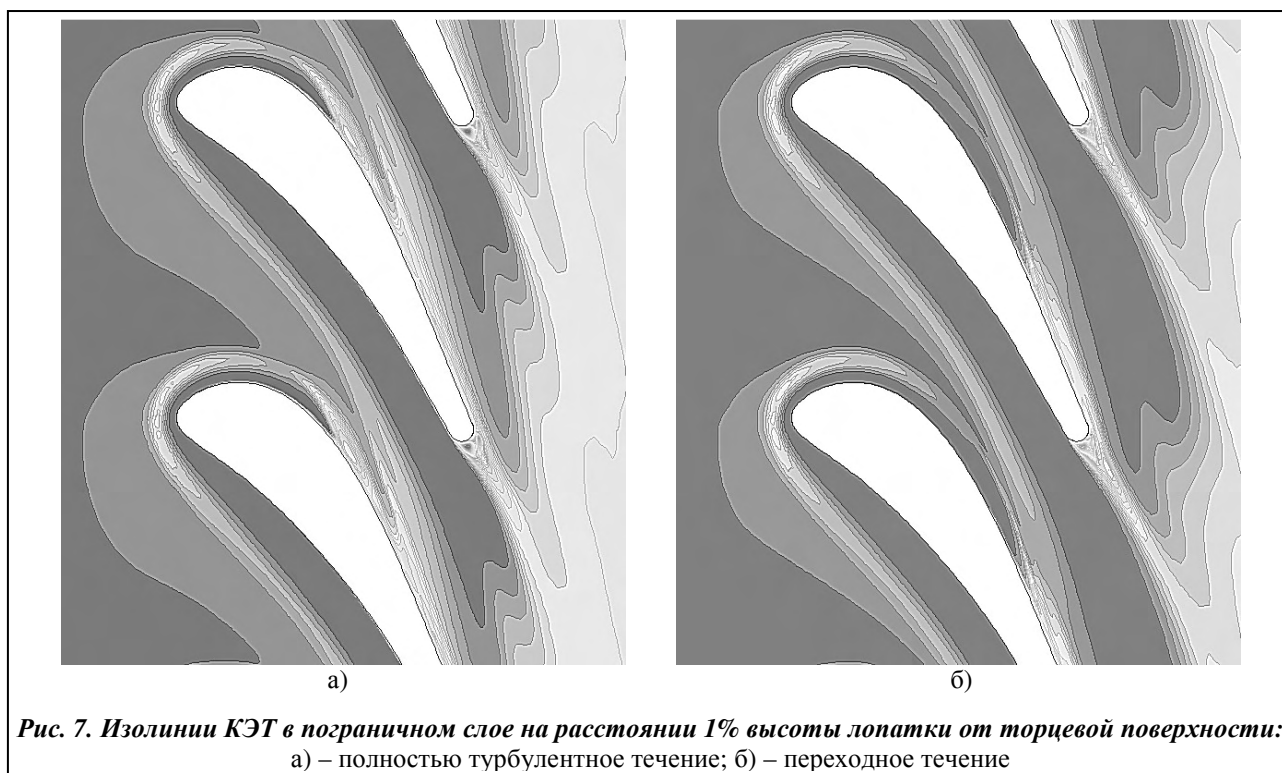 а)
б)
Рис. 7. Изолинии КЭТ в пограничном слое на расстоянии 1% высоты лопатки от торцевой поверхности:
а) – полностью турбулентное течение; б) – переходное течение